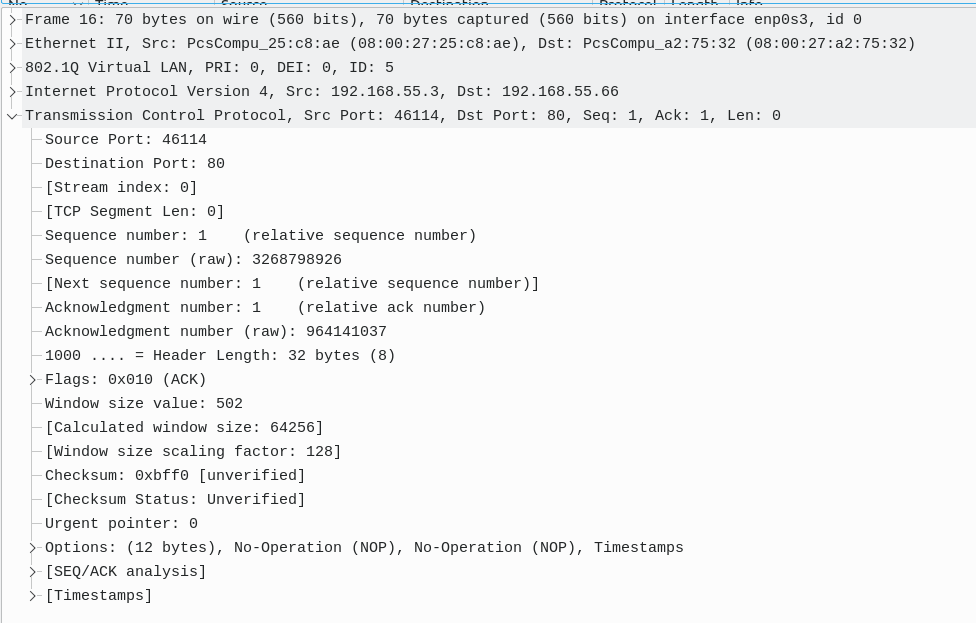 No. Time Source Destination Protocol Length Info
Frame 16: 70 bytes on wire (560 bits), 70 bytes captured (560 bits) on interface enp0s3, id 0
Ethernet II, Src: PcsCompu_25:c8:ae (08:00:27:25:c8:ae), Dst: PcsCompu_a2:75:32 (08:00:27:a2:75:32)
802.1Q Virtual LAN, PRI: 0, DEI: 0, ID: 5
Internet Protocol Version 4, Src: 192.168.55.3, Dst: 192.168.55.66
Transmission Control Protocol, Src Port: 46114, Dst Port: 80, Seq: 1, Ack: 1, Len: 0
Source Port: 46114
Destination Port: 80
[Stream index: 0]
[TCP Segment Len: 0]
Sequence number: 1    (relative sequence number)
Sequence number (raw): 3268798926
[Next sequence number: 1    (relative sequence number)]
Acknowledgment number: 1    (relative ack number)
Acknowledgment number (raw): 964141037
1000 .... = Header Length: 32 bytes (8)
Flags: 0x010 (ACK)
Window size value: 502
[Calculated window size: 64256]
[Window size scaling factor: 128]
Checksum: 0xbff0 [unverified]
[Checksum Status: Unverified]
Urgent pointer: 0
Options: (12 bytes), No-Operation (NOP), No-Operation (NOP), Timestamps
[SEQ/ACK analysis]
[Timestamps]